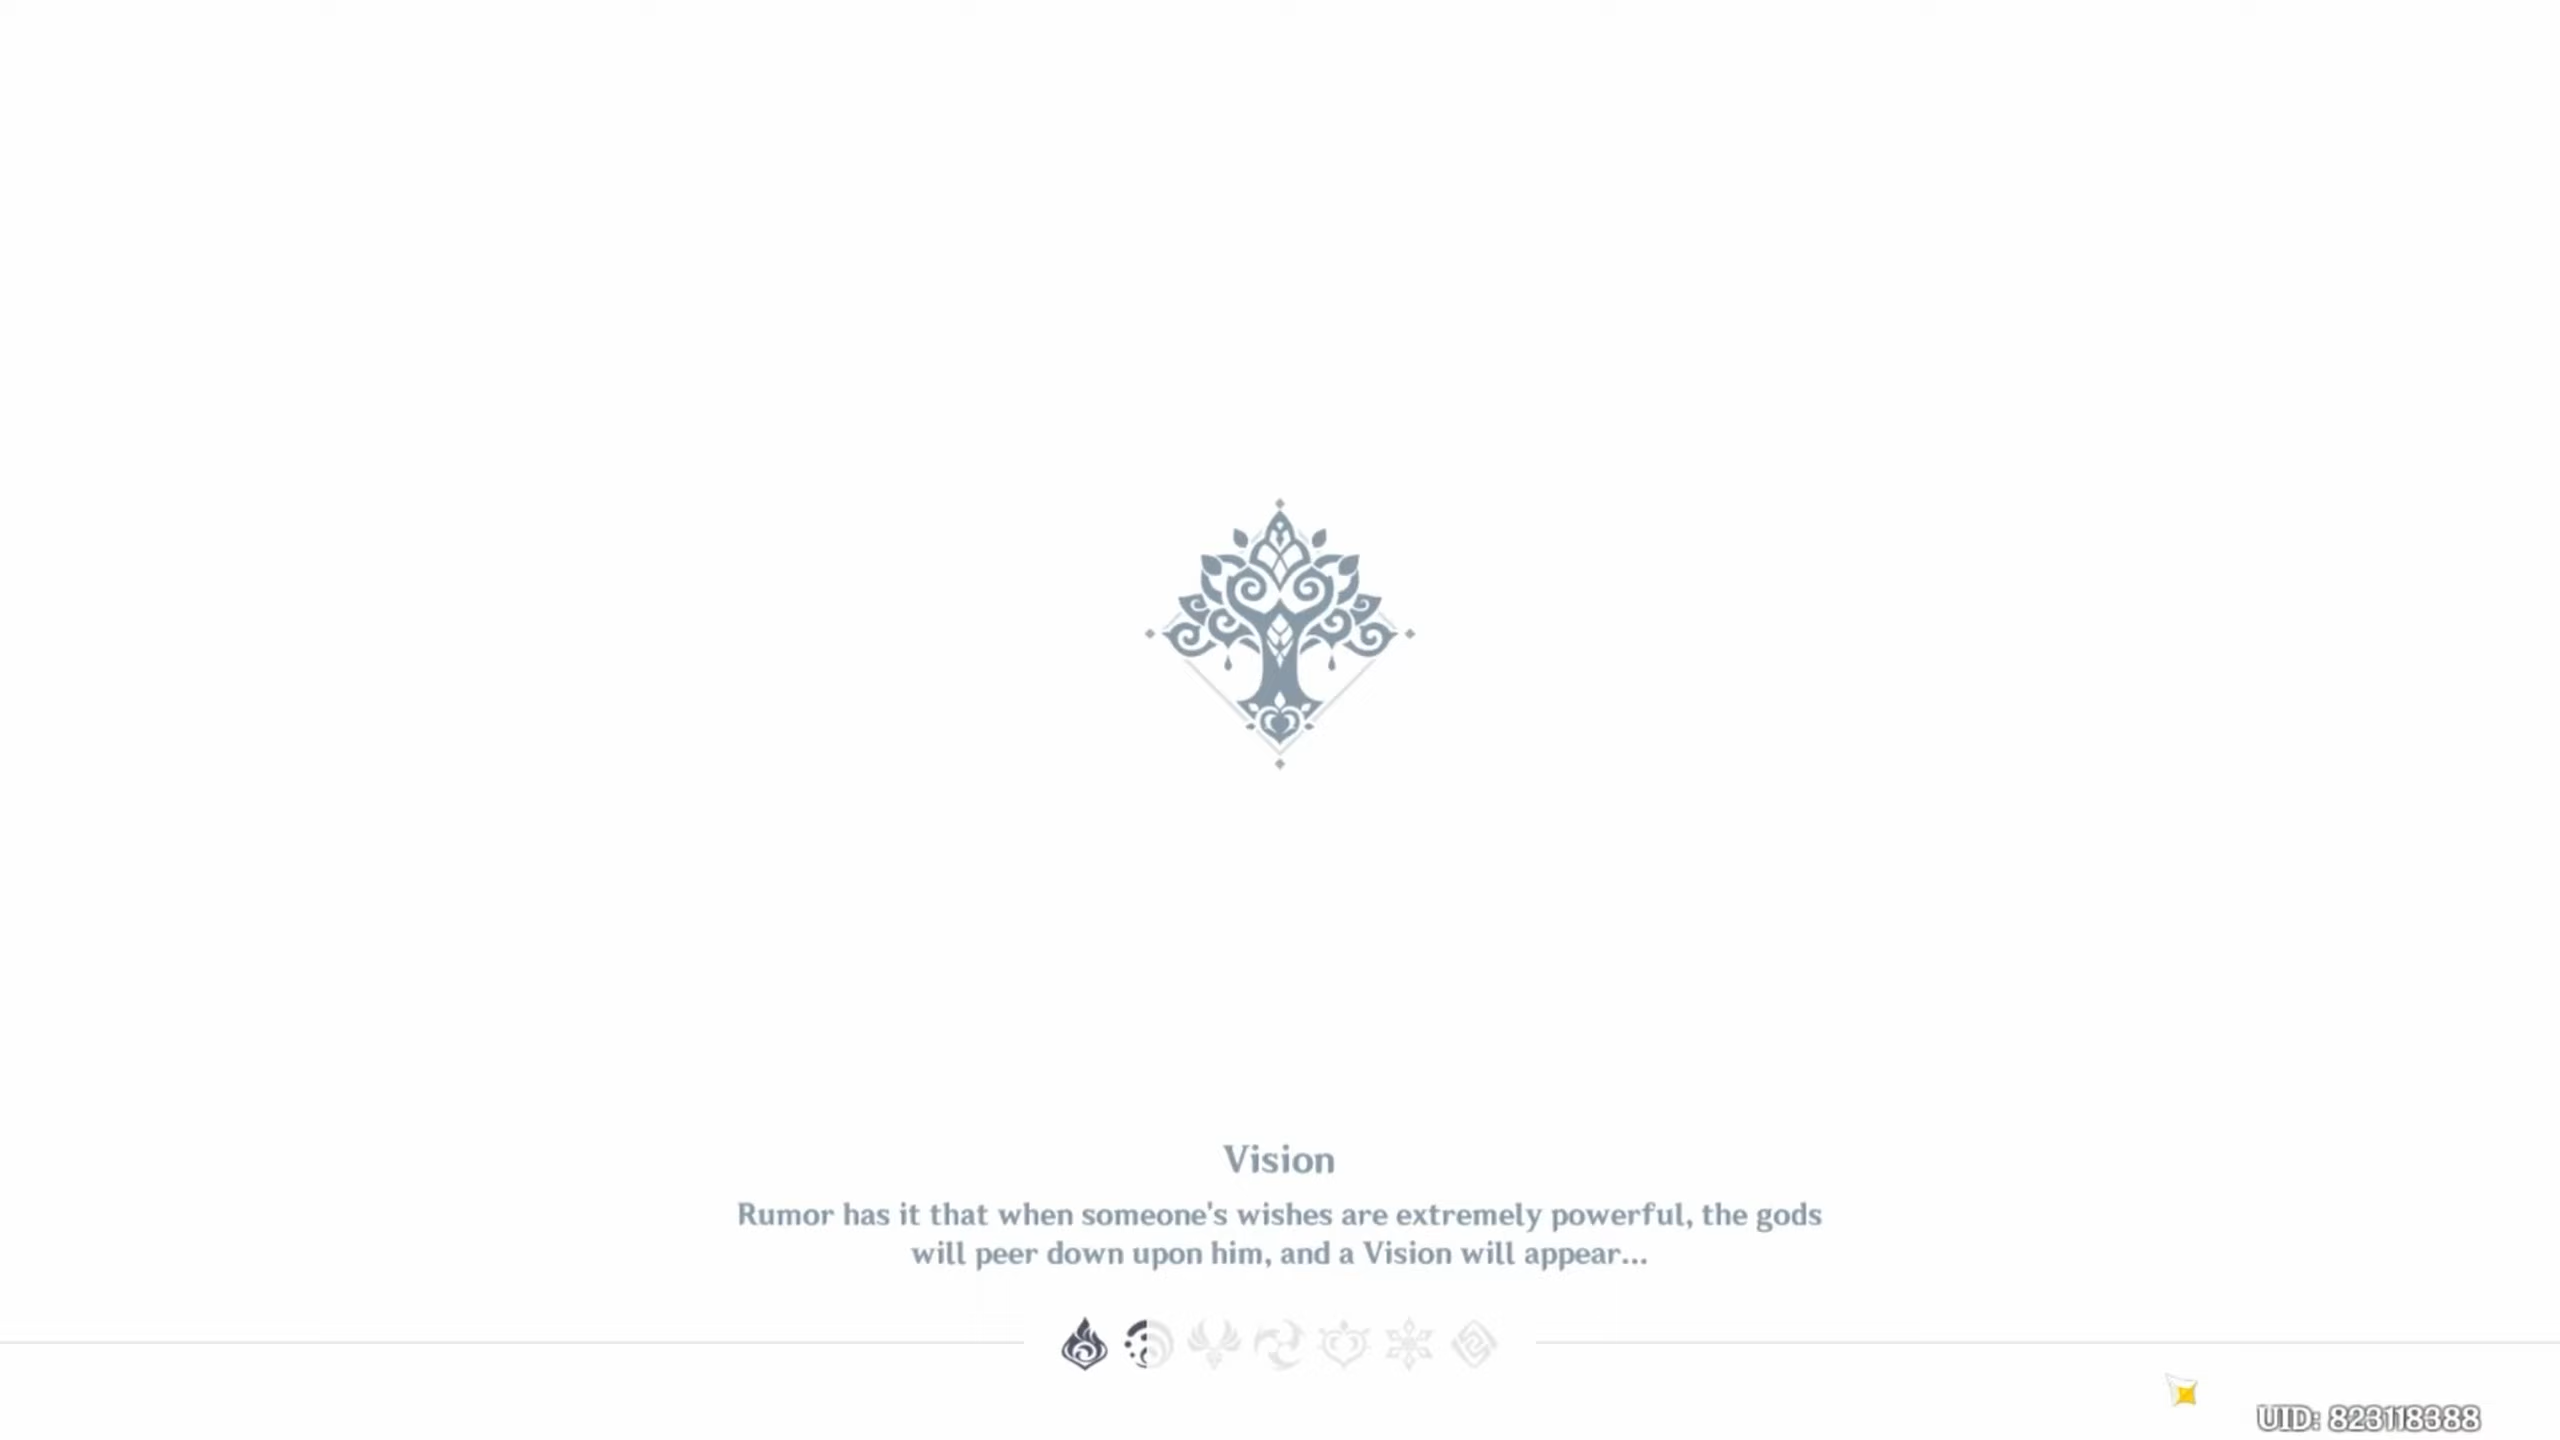 Vision
Rumor has it that when someone's wishes are extremely powerful, the gods
will peer down upon him, and a Vision will appear...
UID: 823118388